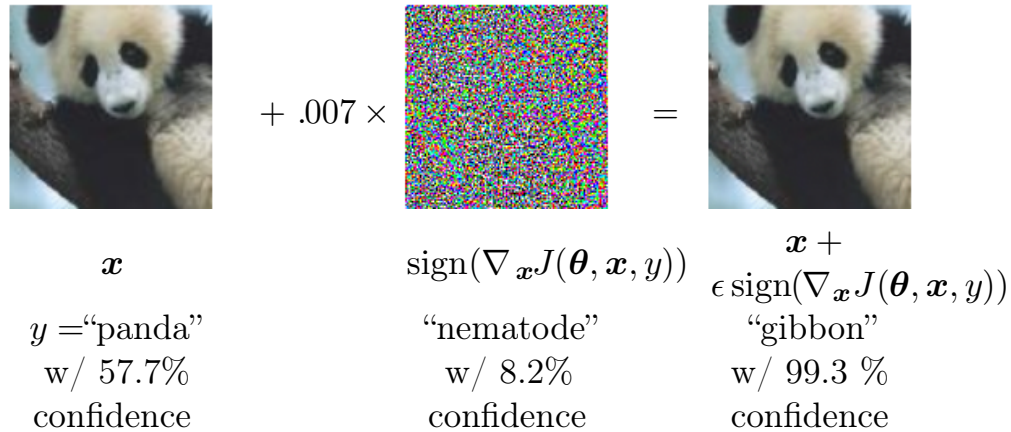 + .007 ×
=
x
sign(∇ₓJ(θ, x, y))
x +
ϵ sign(∇ₓJ(θ, x, y))
y =“panda”
“nematode”
“gibbon”
w/ 57.7%
w/ 8.2%
w/ 99.3 %
confidence
confidence
confidence